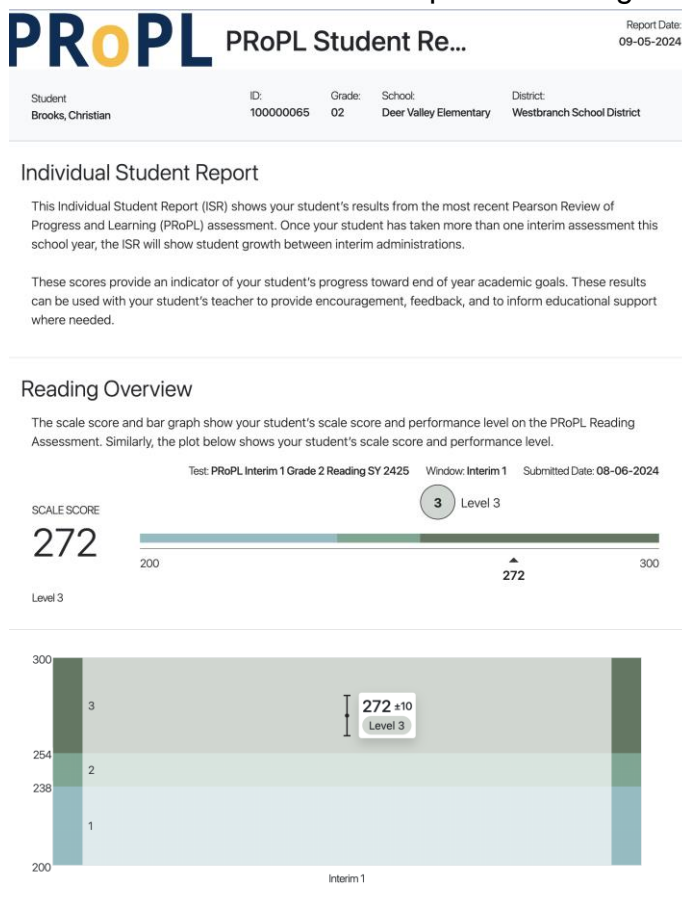 PRoPL
PRoPL Student Re...
Report Date:
09-05-2024
Student
Brooks, Christian
ID:
100000065
Grade:
02
School:
Deer Valley Elementary
District:
Westbranch School District
Individual Student Report
This Individual Student Report (ISR) shows your student's results from the most recent Pearson Review of
Progress and Learning (PRoPL) assessment. Once your student has taken more than one interim assessment this
school year, the ISR will show student growth between interim administrations.
These scores provide an indicator of your student's progress toward end of year academic goals. These results
can be used with your student's teacher to provide encouragement, feedback, and to inform educational support
where needed.
Reading Overview
The scale score and bar graph show your student's scale score and performance level on the PRoPL Reading
Assessment. Similarly, the plot below shows your student's scale score and performance level.
Test: PRoPL Interim 1 Grade 2 Reading SY 2425 Window: Interim 1 Submitted Date: 08-06-2024
3 Level 3
SCALE SCORE
272
Level 3
200
272
300
300
3
272 ±10
Level 3
254
2
238
1
200
Interim 1